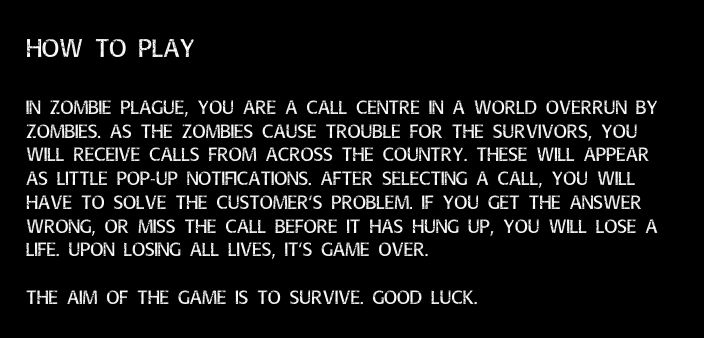 HOW TO PLAY
IN ZOMBIE PLAGUE, YOU ARE A CALL CENTRE IN A WORLD OVERRUN BY
ZOMBIES. AS THE ZOMBIES CAUSE TROUBLE FOR THE SURVIVORS, YOU
WILL RECEIVE CALLS FROM ACROSS THE COUNTRY. THESE WILL APPEAR
AS LITTLE POP-UP NOTIFICATIONS. AFTER SELECTING A CALL, YOU WILL
HAVE TO SOLVE THE CUSTOMER'S PROBLEM. IF YOU GET THE ANSWER
WRONG, OR MISS THE CALL BEFORE IT HAS HUNG UP, YOU WILL LOSE A
LIFE. UPON LOSING ALL LIVES, IT'S GAME OVER.
THE AIM OF THE GAME IS TO SURVIVE. GOOD LUCK.